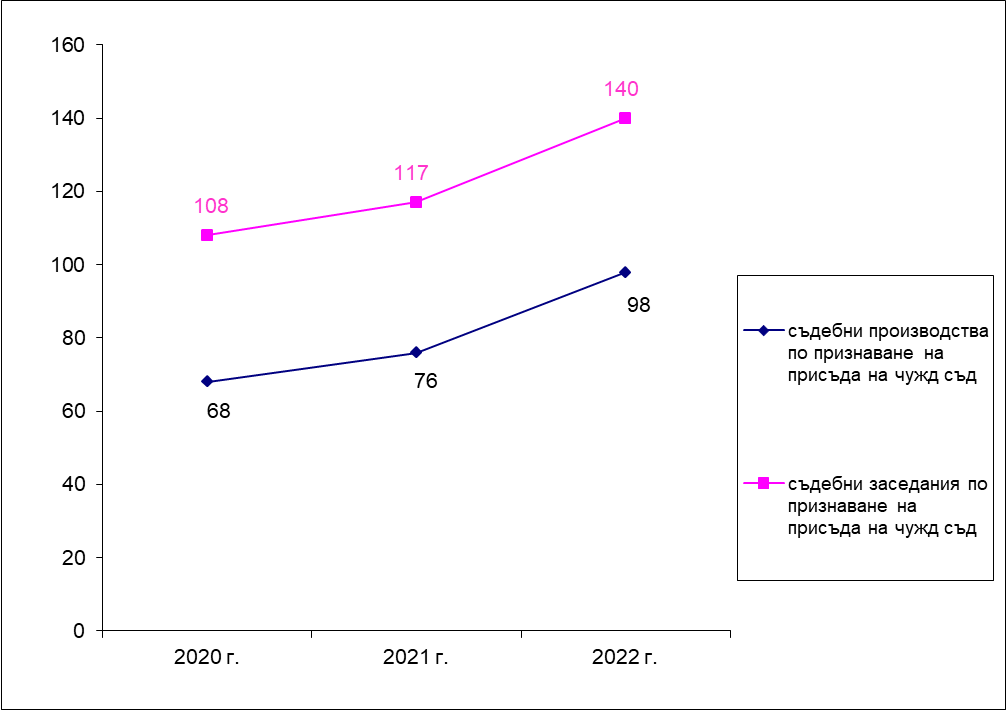 160
140
120
100
80
60
40
20
0
108
117
140
68
76
98
2020 г.
2021 г.
2022 г.
съдебни производства
по признаване на
присъда на чужд съд
съдебни заседания по
признаване на
присъда на чужд съд